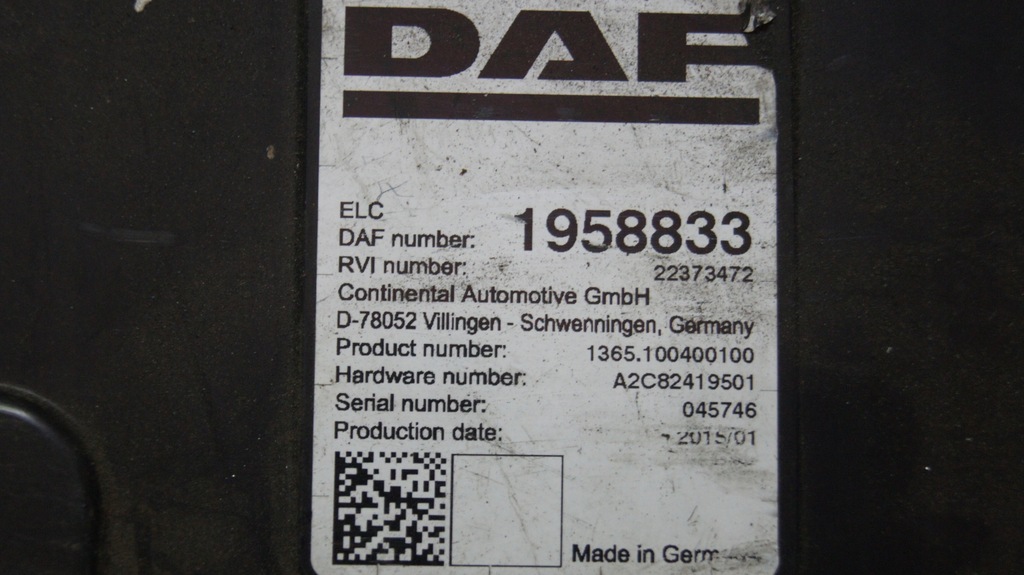 DAF
ELC
DAF number: 1958833
RVI number: 22373472
Continental Automotive GmbH
D-78052 Villingen - Schwenningen, Germany
Product number: 1365.100400100
Hardware number: A2C82419501
Serial number: 045746
Production date: 2015/01
Made in